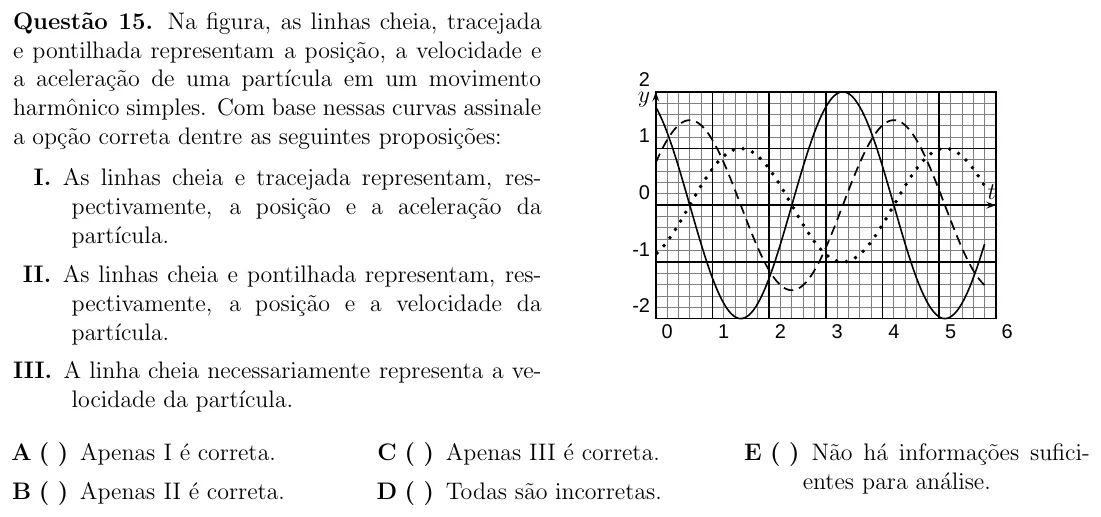 Questão 15. Na figura, as linhas cheia, tracejada
e pontilhada representam a posição, a velocidade e
a aceleração de uma partícula em um movimento
harmônico simples. Com base nessas curvas assinale
a opção correta dentre as seguintes proposições:
I. As linhas cheia e tracejada representam, res-
pectivamente, a posição e a aceleração da
partícula.
II. As linhas cheia e pontilhada representam, res-
pectivamente, a posição e a velocidade da
partícula.
III. A linha cheia necessariamente representa a ve-
locidade da partícula.
2
y
1
0
t
-1
-2
0 1 2 3 4 5 6
A ( ) Apenas I é correta.
B ( ) Apenas II é correta.
C ( ) Apenas III é correta.
D ( ) Todas são incorretas.
E ( ) Não há informações sufici-
entes para análise.